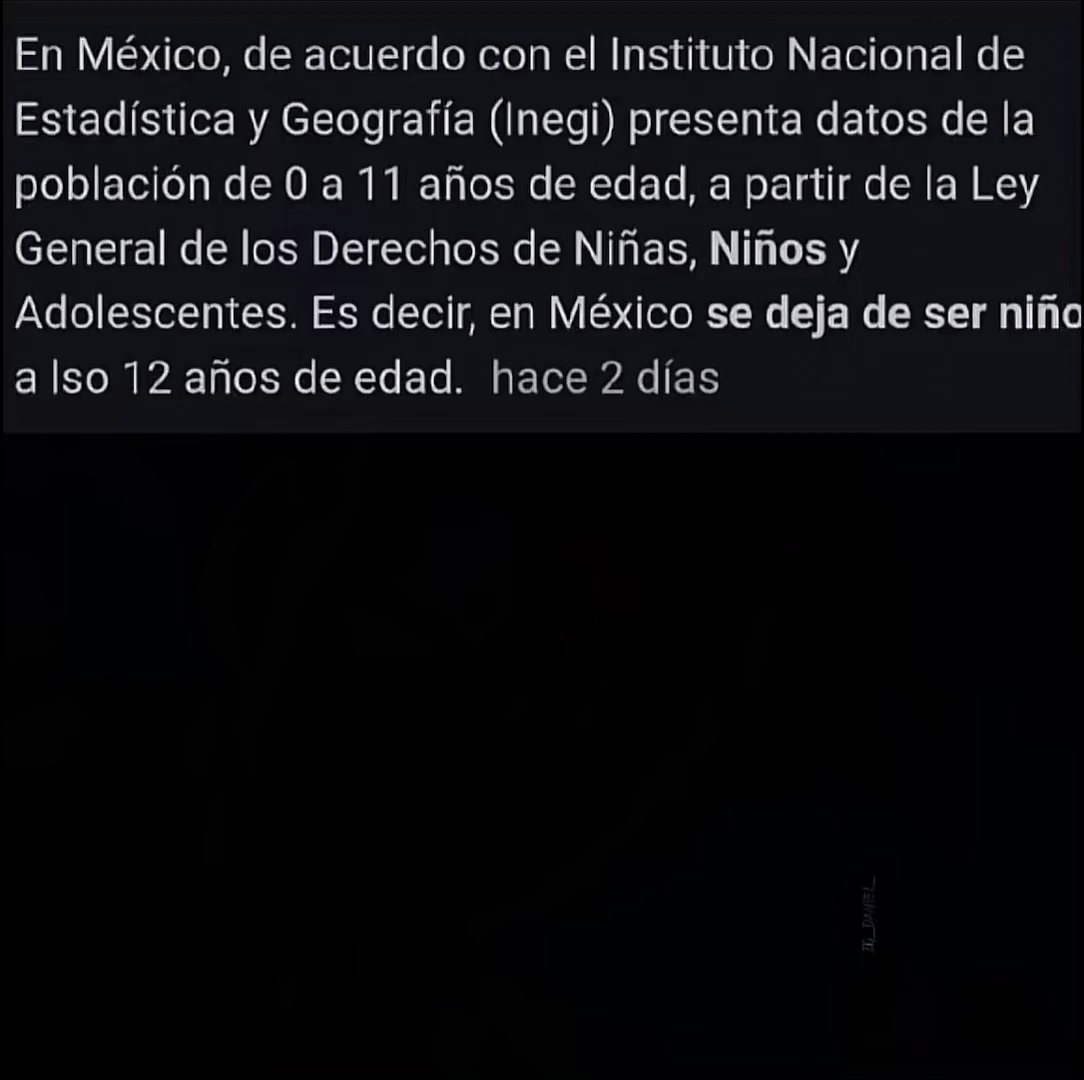 En México, de acuerdo con el Instituto Nacional de
Estadística y Geografía (Inegi) presenta datos de la
población de 0 a 11 años de edad, a partir de la Ley
General de los Derechos de Niñas, Niños y
Adolescentes. Es decir, en México se deja de ser niño
a lso 12 años de edad. hace 2 días